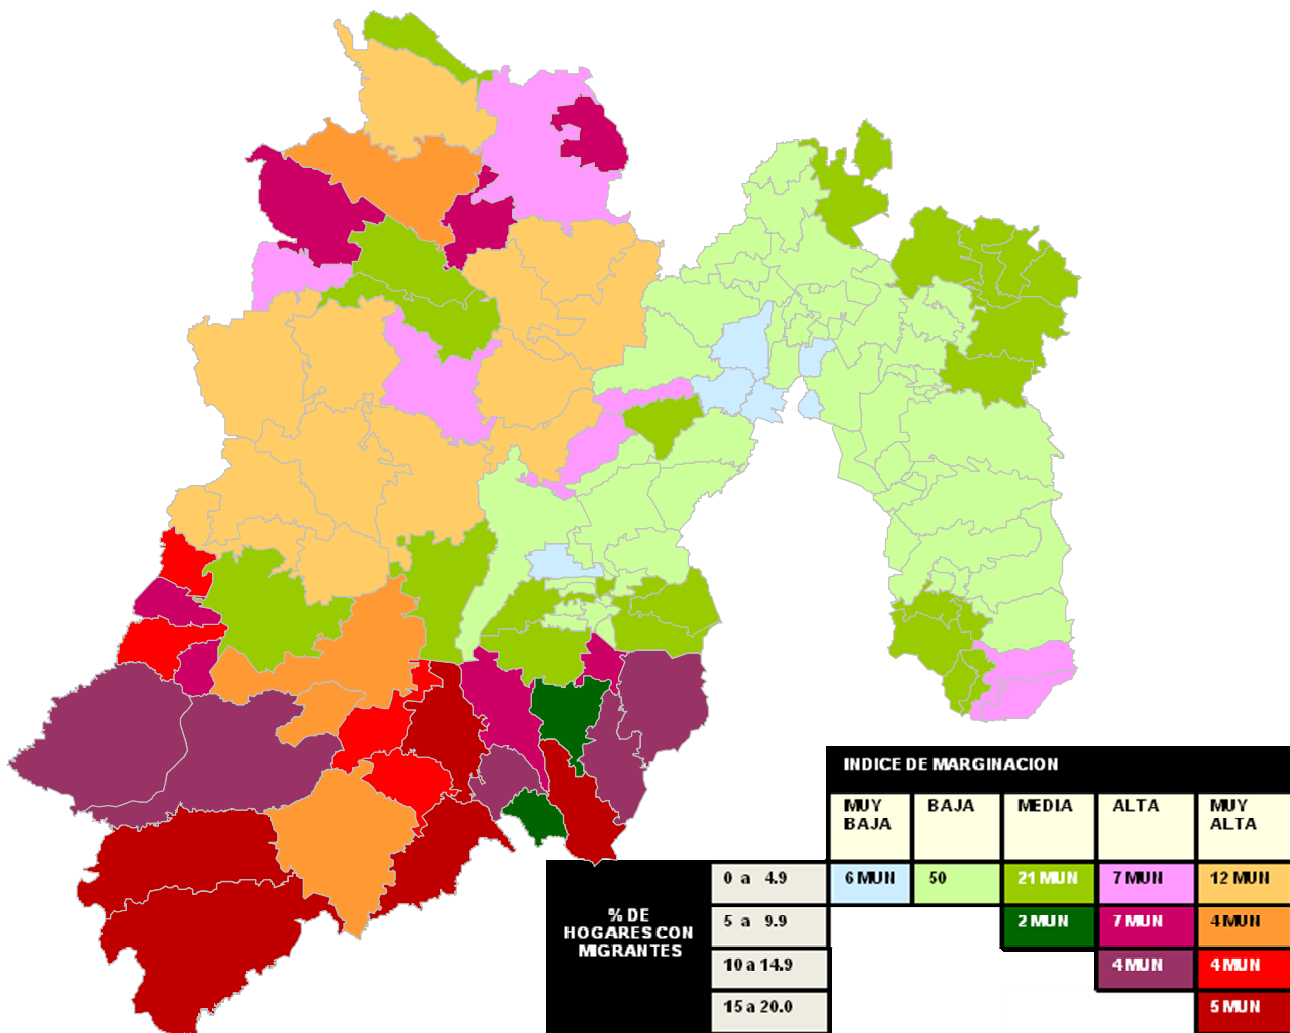 INDICE DE MARGINACION
MUY BAJA
BAJA
MEDIA
ALTA
MUY ALTA
% DE HOGARES CON MIGRANTES
0 a 4.9
6 MUN
50
21 MUN
7 MUN
12 MUN
5 a 9.9
2 MUN
7 MUN
4 MUN
10 a 14.9
4 MUN
4 MUN
15 a 20.0
5 MUN